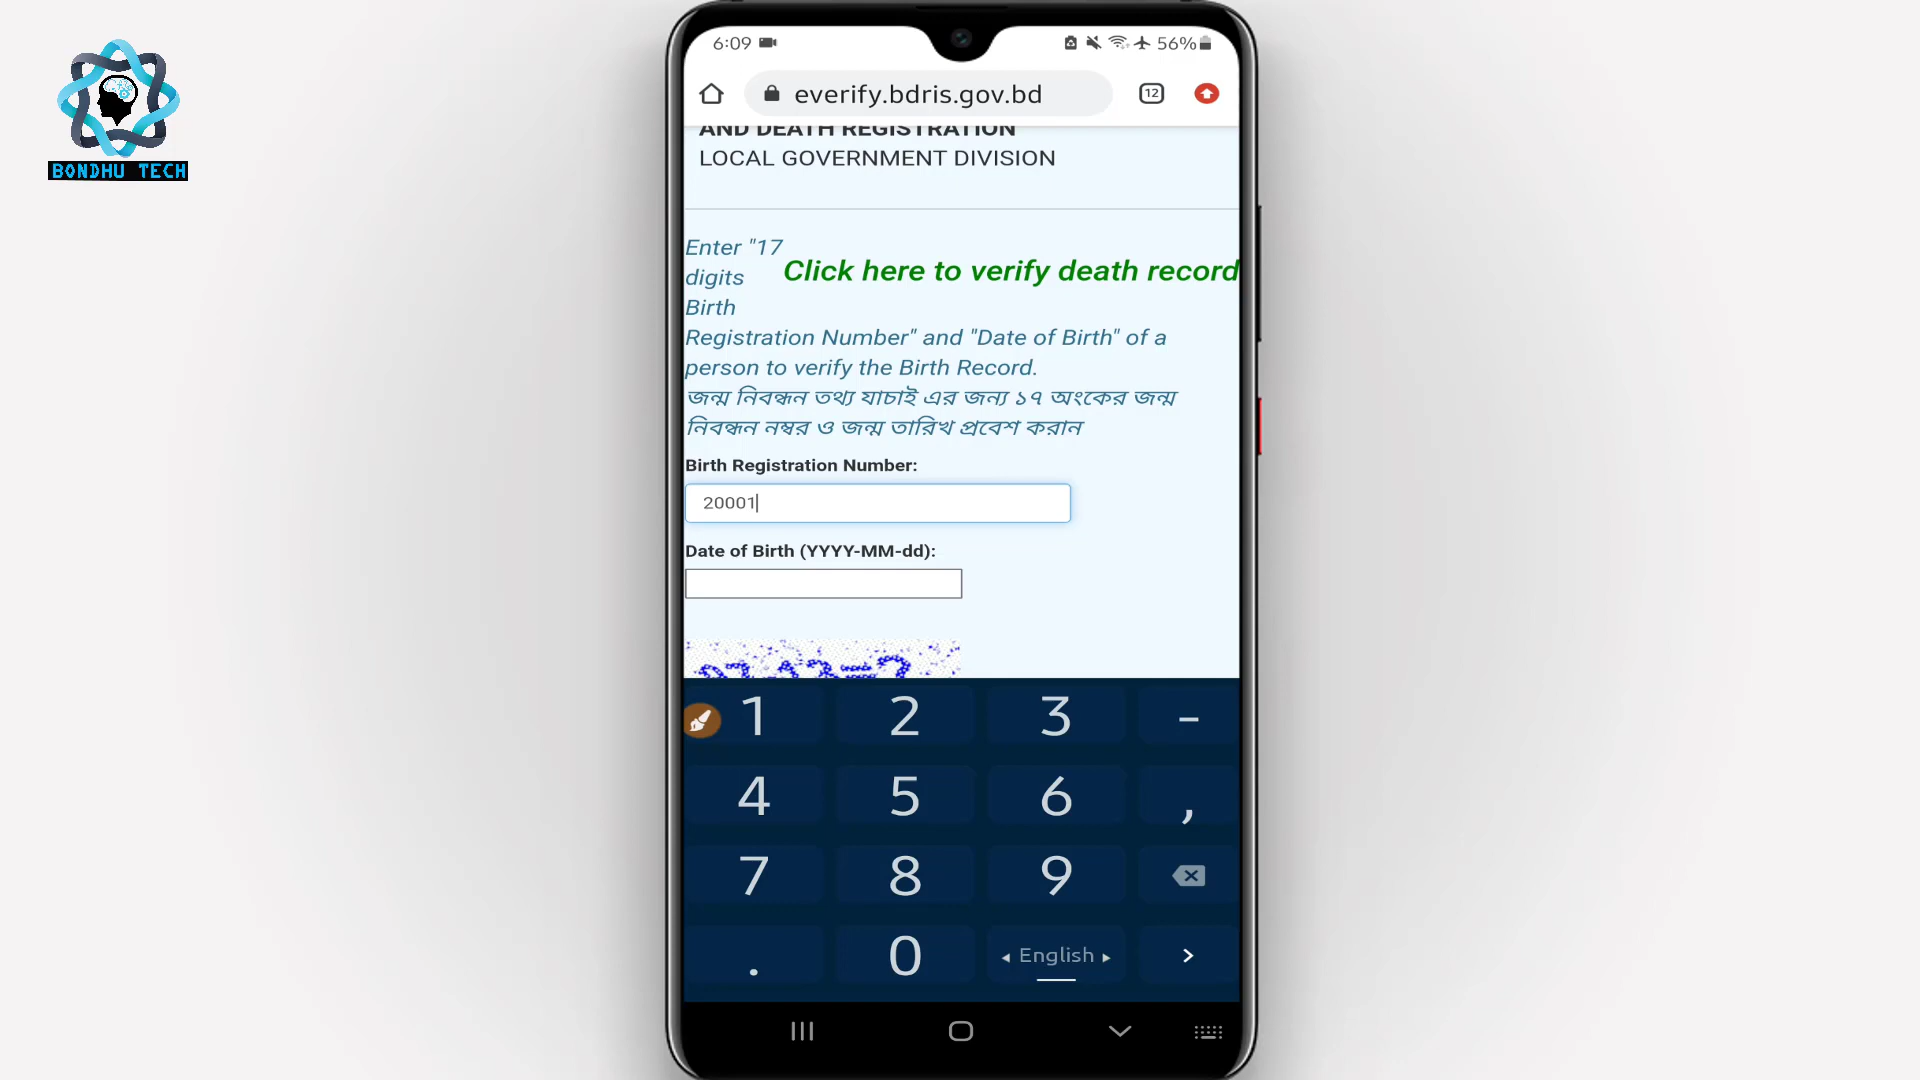 BONDHU TECH
6:09
56%
everify.bdris.gov.bd
12
AND DEATH REGISTRATION
LOCAL GOVERNMENT DIVISION
Enter "17
digits
Birth
Click here to verify death record
Registration Number" and "Date of Birth" of a
person to verify the Birth Record.
জন্ম নিবন্ধন তথ্য যাচাই এর জন্য ১৭ অংকের জন্ম
নিবন্ধন নম্বর ও জন্ম তারিখ প্রবেশ করান
Birth Registration Number:
20001
Date of Birth (YYYY-MM-dd):
1 2 3 -
4 5 6 ,
7 8 9
. 0 English